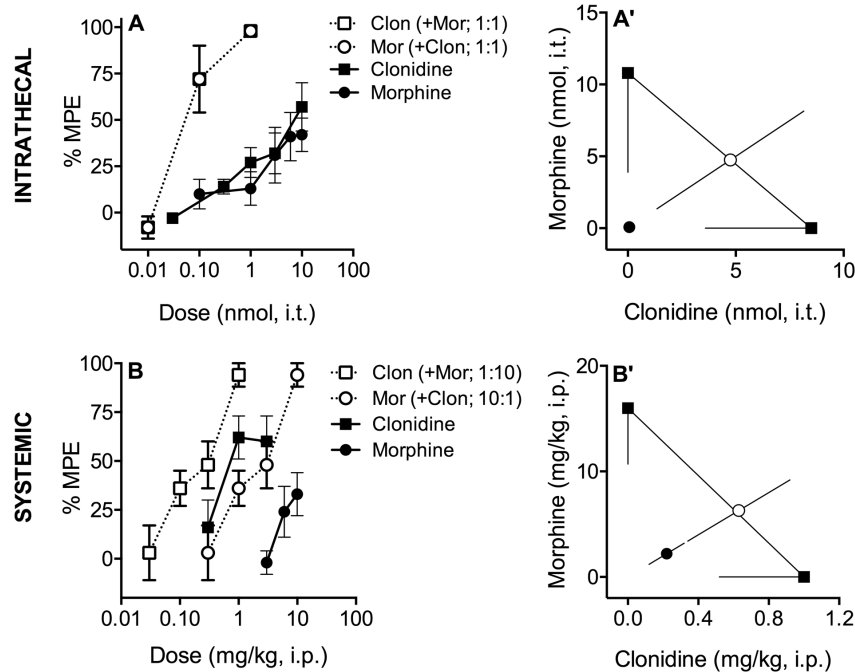 INTRATHECAL
A
% MPE
100
75
50
25
0
0.01 0.10 1 10 100
Dose (nmol, i.t.)
Clon (+Mor; 1:1)
Mor (+Clon; 1:1)
Clonidine
Morphine
A'
Morphine (nmol, i.t.)
15
10
5
0
0 5 10
Clonidine (nmol, i.t.)
SYSTEMIC
B
% MPE
100
75
50
25
0
0.01 0.10 1 10 100
Dose (mg/kg, i.p.)
Clon (+Mor; 1:10)
Mor (+Clon; 10:1)
Clonidine
Morphine
B'
Morphine (mg/kg, i.p.)
20
10
0
0.0 0.4 0.8 1.2
Clonidine (mg/kg, i.p.)